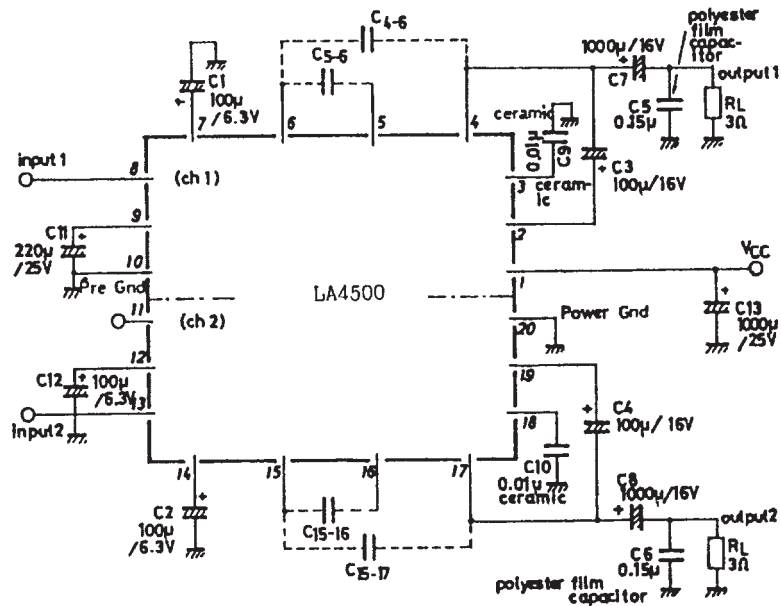 polyester
film
capac-
itor
C4-6
1000μ/16V
output1
C5-6
C7
C1
100μ
/6.3V
C5
0.15μ
RL
3Ω
7
6
5
4
ceramic
0.01μ
C9
input 1
8
(ch 1)
3
ceram-
ic
C3
100μ/16V
9
2
C11
220μ
/25V
10
1
VCC
Pre Gnd
LA4500
11
(ch 2)
20
Power Gnd
C13
1000μ
/25V
12
19
C12
100μ
/6.3V
13
18
C4
100μ/ 16V
Input2
14
15
16
17
C10
0.01μ
ceramic
C8
1000μ/16V
C2
100μ
/6.3V
C15-16
output2
C15-17
C6
0.15μ
RL
3Ω
polyester film
capacitor